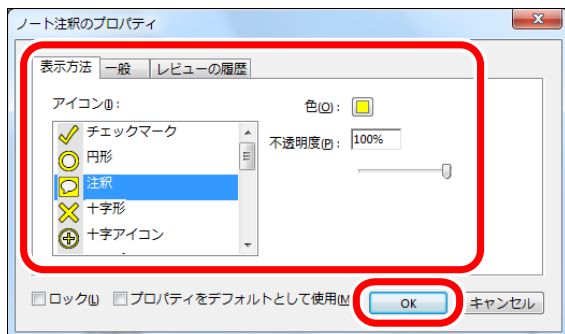 ノート注釈のプロパティ
表示方法 一般 レビューの履歴
アイコン(I): 色(O):
チェックマーク 不透明度(P): 100%
円形
注釈
十字形
十字アイコン
ロック(L) プロパティをデフォルトとして使用(M OK キャンセル